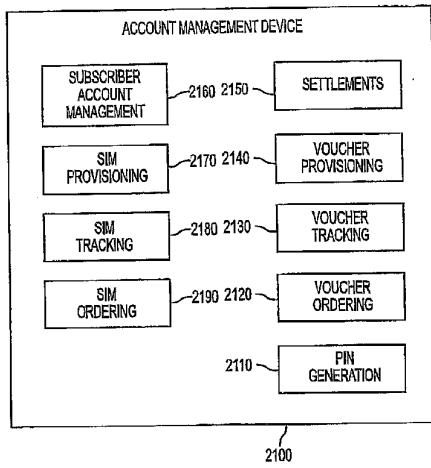 ACCOUNT MANAGEMENT DEVICE
SUBSCRIBER
ACCOUNT
MANAGEMENT
2160
2150
SETTLEMENTS
SIM
PROVISIONING
2170
2140
VOUCHER
PROVISIONING
SIM
TRACKING
2180
2130
VOUCHER
TRACKING
SIM
ORDERING
2190
2120
VOUCHER
ORDERING
2110
PIN
GENERATION
2100